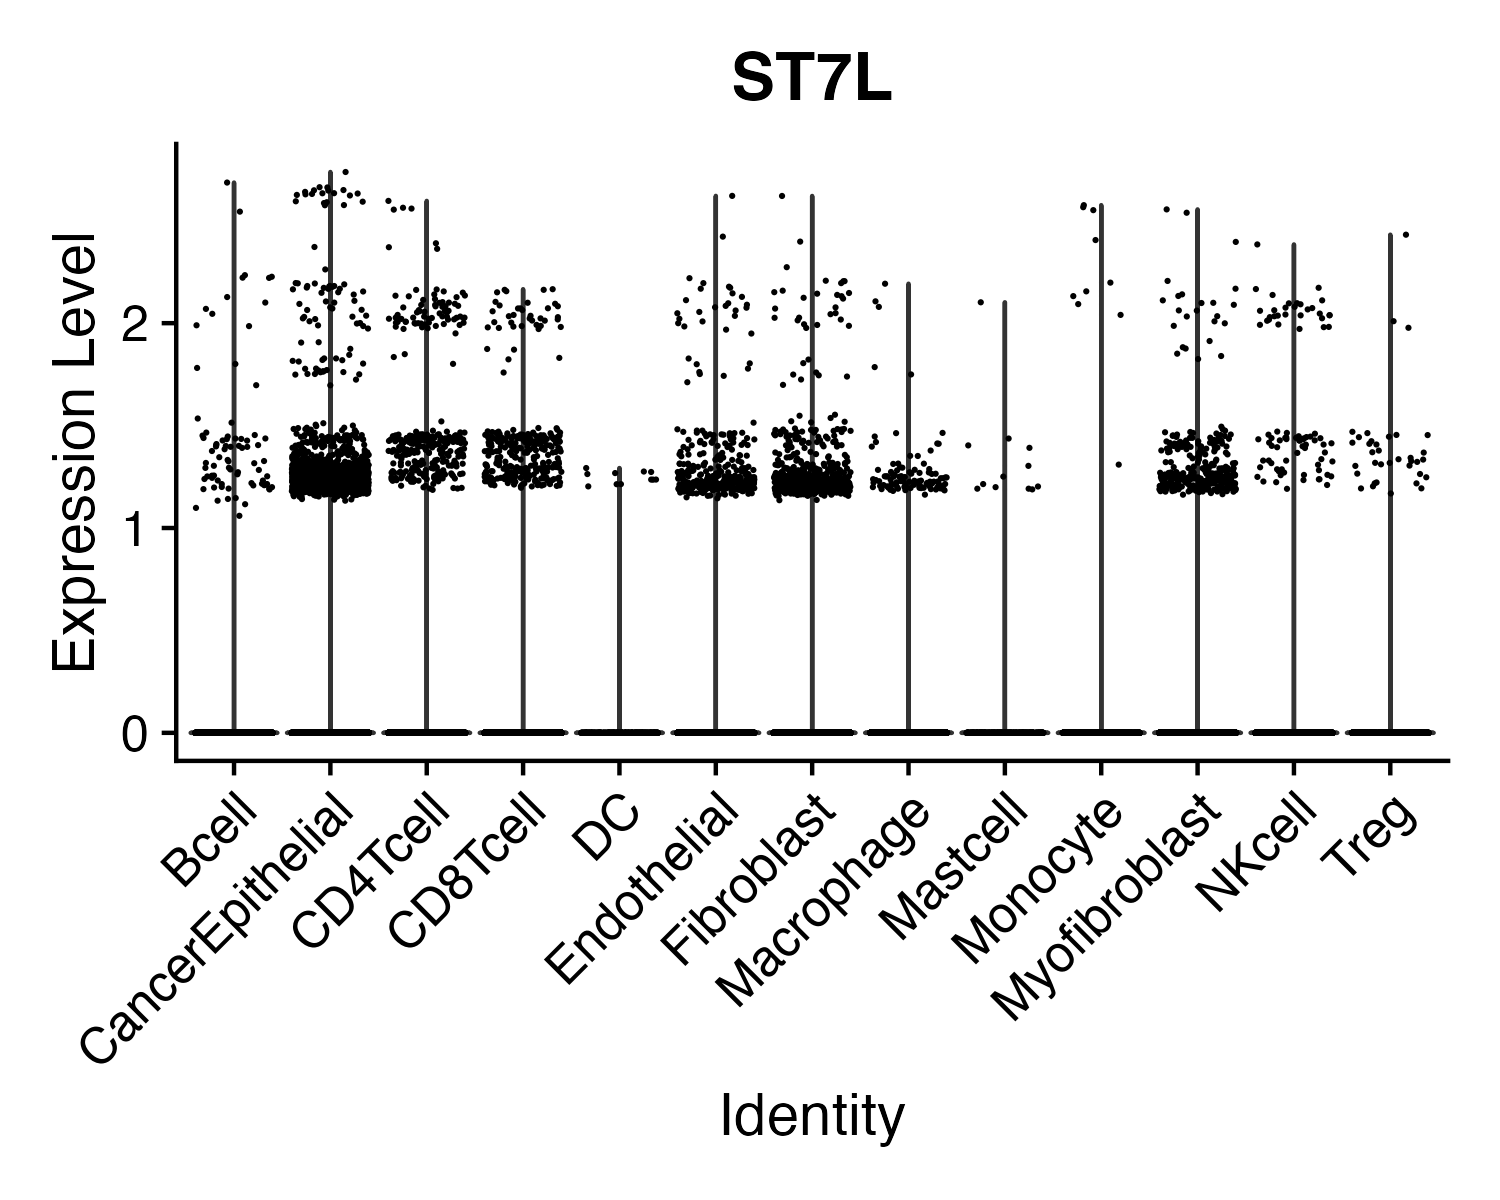 ST7L
Expression Level
2
1
0
Bcell
CancerEpithelial
CD4Tcell
CD8Tcell
DC
Endothelial
Fibroblast
Macrophage
Mastcell
Monocyte
Myofibroblast
NKcell
Treg
Identity